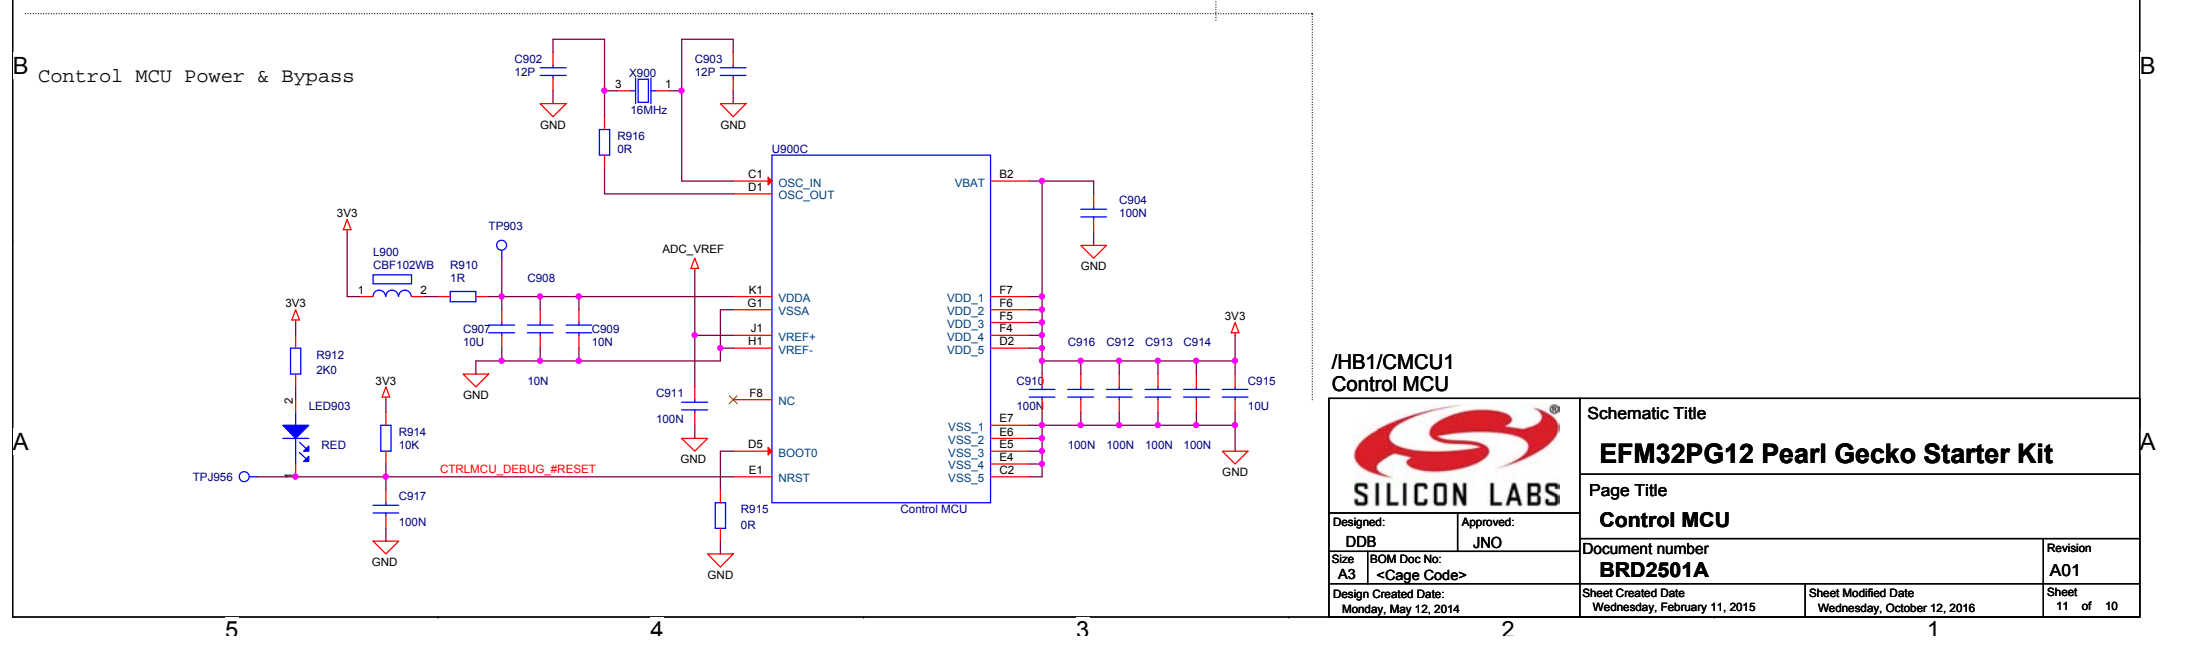 B
Control MCU Power & Bypass
C902
12P
GND
3
X900
1
16MHz
C903
12P
GND
R916
0R
U900C
C1
OSC_IN
D1
OSC_OUT
VBAT
B2
C904
100N
GND
3V3
L900
CBF102WB
1
2
R910
1R
TP903
C908
C907
10U
C909
10N
10N
GND
ADC_VREF
K1
VDDA
G1
VSSA
J1
VREF+
H1
VREF-
C911
100N
GND
F8
NC
D5
BOOT0
E1
NRST
VDD_1
F7
VDD_2
F6
VDD_3
F5
VDD_4
F4
VDD_5
D2
3V3
C916
C912
C913
C914
C910
100N
C915
10U
100N
100N
100N
100N
GND
VSS_1
E7
VSS_2
E6
VSS_3
E5
VSS_4
E4
VSS_5
C2
Control MCU
3V3
R912
2K0
2
LED903
RED
1
3V3
R914
10K
TPJ956
CTRLMCU_DEBUG_#RESET
C917
100N
GND
R915
0R
GND
A
B
A
/HB1/CMCU1
Control MCU
®
SILICON LABS
Schematic Title
EFM32PG12 Pearl Gecko Starter Kit
Page Title
Control MCU
Designed:
DDB
Approved:
JNO
Size
A3
BOM Doc No:
<Cage Code>
Document number
BRD2501A
Revision
A01
Design Created Date:
Monday, May 12, 2014
Sheet Created Date
Wednesday, February 11, 2015
Sheet Modified Date
Wednesday, October 12, 2016
Sheet
11 of 10
5
4
3
2
1